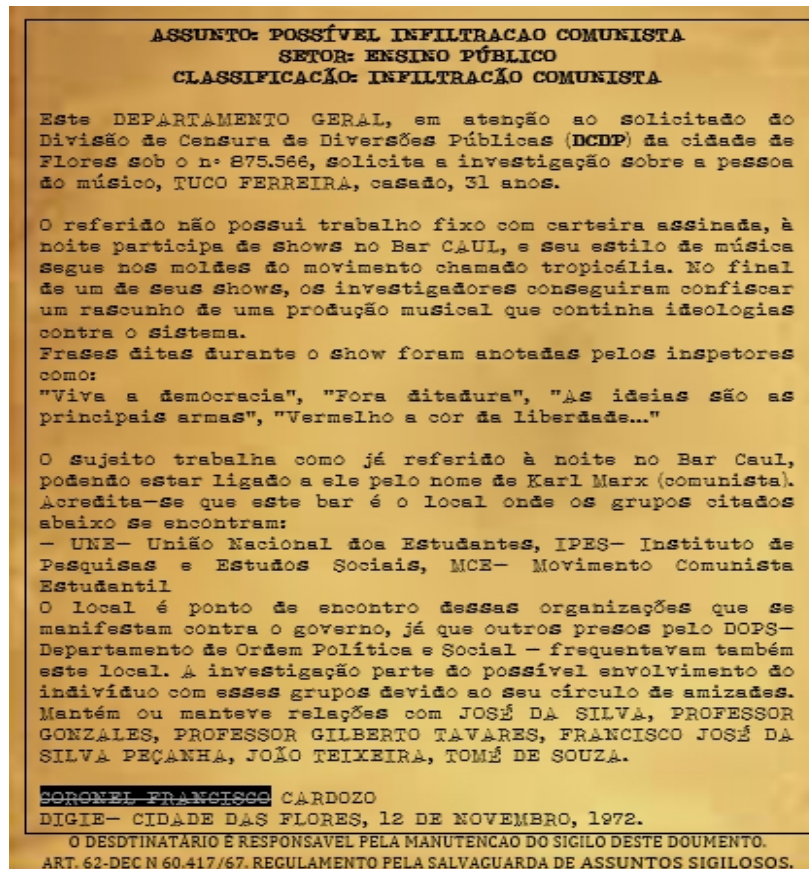 ASSUNTO: POSSÍVEL INFILTRACAO COMUNISTA
SETOR: ENSINO PÚBLICO
CLASSIFICACÃO: INFILTRACÃO COMUNISTA
Este DEPARTAMENTO GERAL, em atenção ao solicitado do
Divisão de Censura de Diversões Públicas (DCDP) da cidade de
Flores sob o nº 875.566, solicita a investigação sobre a pessoa
do músico, TUCO FERREIRA, casado, 31 anos.
O referido não possui trabalho fixo com carteira assinada, à
noite participa de shows no Bar CAUL, e seu estilo de música
segue nos moldes do movimento chamado tropicália. No final
de um de seus shows, os investigadores conseguiram confiscar
um rascunho de uma produção musical que continha ideologias
contra o sistema.
Frases ditas durante o show foram anotadas pelos inspetores
como:
"Viva a democracia", "Fora ditadura", "As ideias são as
principais armas", "Vermelho a cor da liberdade..."
O sujeito trabalha como já referido à noite no Bar Caul,
podendo estar ligado a ele pelo nome de Karl Marx (comunista).
Acredita-se que este bar é o local onde os grupos citados
abaixo se encontram:
— UNE— União Nacional doa Estudantes, IPES— Instituto de
Pesquisas e Estudos Sociais, MCE— Movimento Comunista
Estudantil
O local é ponto de encontro dessas organizações que se
manifestam contra o governo, já que outros presos pelo DOPS—
Departamento de Ordem Política e Social — frequentavam também
este local. A investigação parte do possível envolvimento do
indivíduo com esses grupos devido ao seu círculo de amizades.
Mantém ou manteve relações com JOSÉ DA SILVA, PROFESSOR
GONZALES, PROFESSOR GILBERTO TAVARES, FRANCISCO JOSÉ DA
SILVA PEÇANHA, JOÃO TEIXEIRA, TOMÉ DE SOUZA.
CORONEL FRANCISCO CARDOZO
DIGIE— CIDADE DAS FLORES, 12 DE NOVEMBRO, 1972.
O DESDTINATÁRIO É RESPONSAVEL PELA MANUTENCAO DO SIGILO DESTE DOUMENTO.
ART. 62-DEC N 60.417/67. REGULAMENTO PELA SALVAGUARDA DE ASSUNTOS SIGILOSOS.